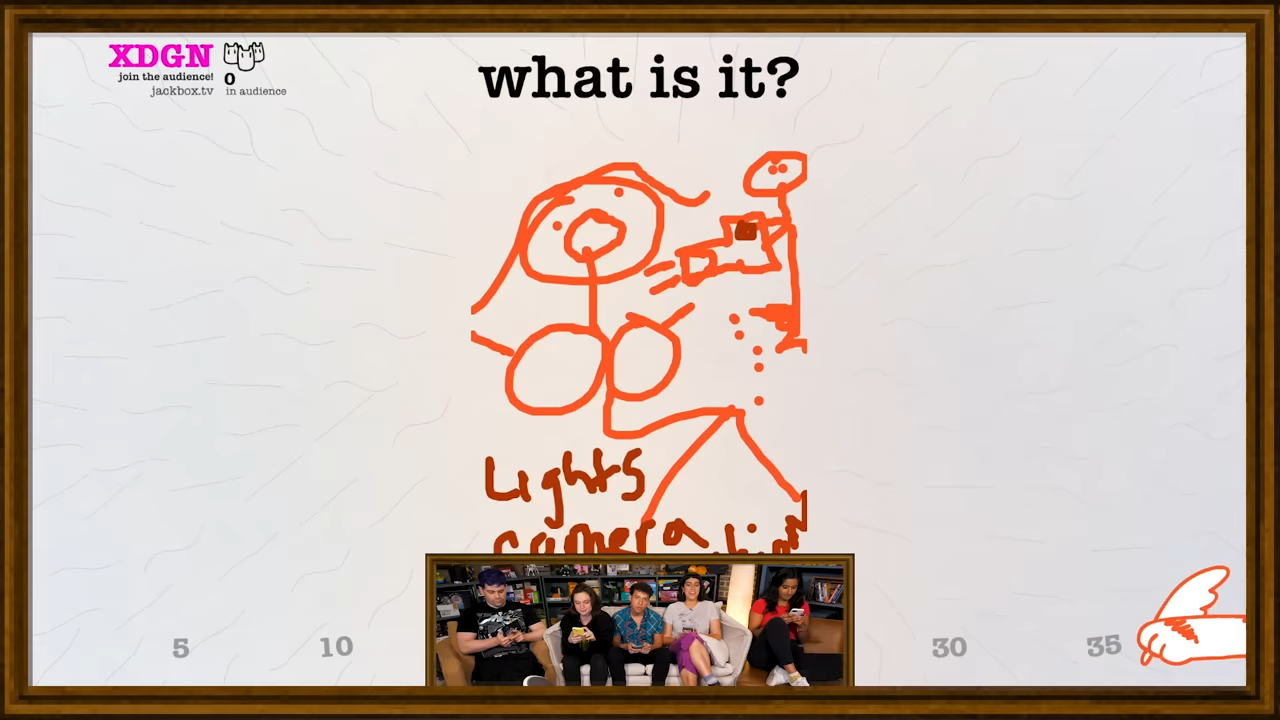 XDGN
join the audience!
jackbox.tv
0
in audience
what is it?
Lights
camera
5
10
30
35